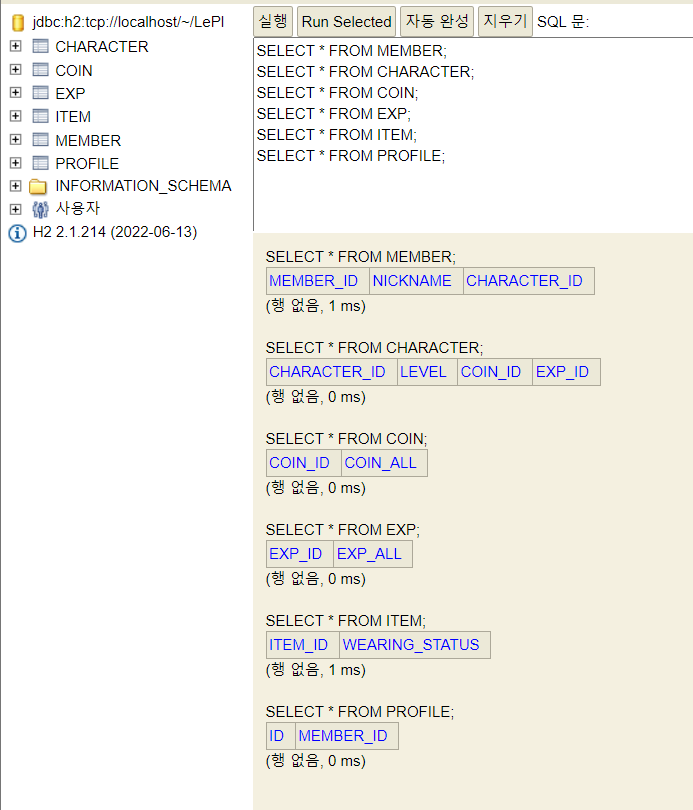 jdbc:h2:tcp://localhost/~/LePl
CHARACTER
COIN
EXP
ITEM
MEMBER
PROFILE
INFORMATION_SCHEMA
사용자
H2 2.1.214 (2022-06-13)
실행 Run Selected 자동 완성 지우기 SQL 문:
SELECT * FROM MEMBER;
SELECT * FROM CHARACTER;
SELECT * FROM COIN;
SELECT * FROM EXP;
SELECT * FROM ITEM;
SELECT * FROM PROFILE;
SELECT * FROM MEMBER;
MEMBER_ID NICKNAME CHARACTER_ID
(행 없음, 1 ms)
SELECT * FROM CHARACTER;
CHARACTER_ID LEVEL COIN_ID EXP_ID
(행 없음, 0 ms)
SELECT * FROM COIN;
COIN_ID COIN_ALL
(행 없음, 0 ms)
SELECT * FROM EXP;
EXP_ID EXP_ALL
(행 없음, 0 ms)
SELECT * FROM ITEM;
ITEM_ID WEARING_STATUS
(행 없음, 1 ms)
SELECT * FROM PROFILE;
ID MEMBER_ID
(행 없음, 0 ms)